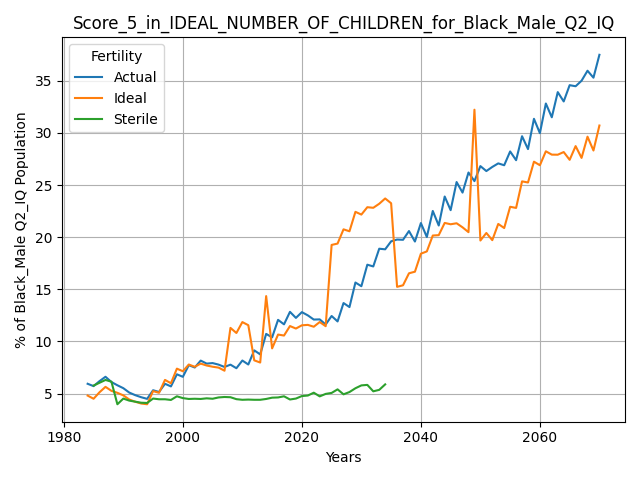 Score_5_in_IDEAL_NUMBER_OF_CHILDREN_for_Black_Male_Q2_IQ
Fertility
Actual
Ideal
Sterile
% of Black_Male Q2_IQ Population
35
30
25
20
15
10
5
1980
2000
2020
2040
2060
Years